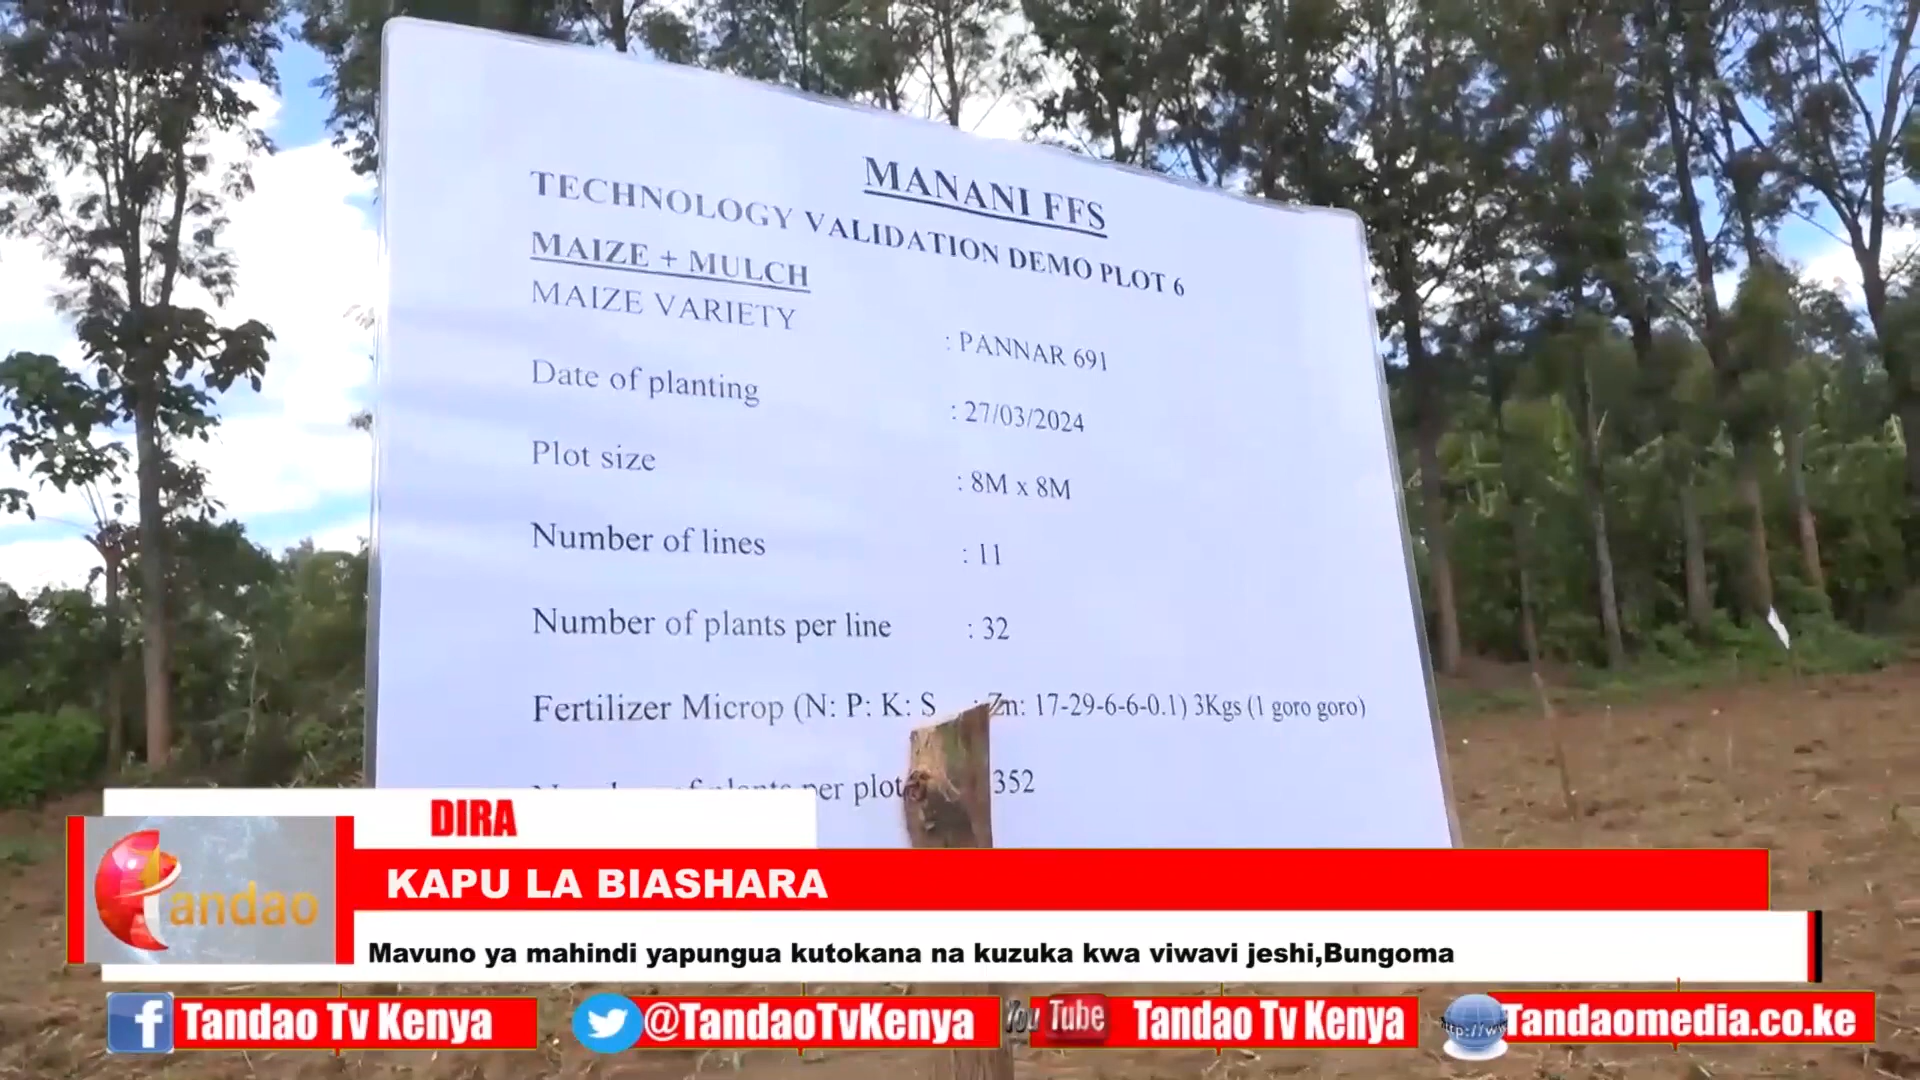 MANANI FFS
TECHNOLOGY VALIDATION DEMO PLOT 6
MAIZE + MULCH
MAIZE VARIETY : PANNAR 691
Date of planting : 27/03/2024
Plot size : 8M x 8M
Number of lines : 11
Number of plants per line : 32
Fertilizer Microp (N: P: K: S : Zn: 17-29-6-6-0.1) 3Kgs (1 goro goro)
of plants per plot 352
DIRA
Tandao
KAPU LA BIASHARA
Mavuno ya mahindi yapungua kutokana na kuzuka kwa viwavi jeshi,Bungoma
f Tandao Tv Kenya
@TandaoTvKenya
You Tube Tandao Tv Kenya
http://ww Tandaomedia.co.ke